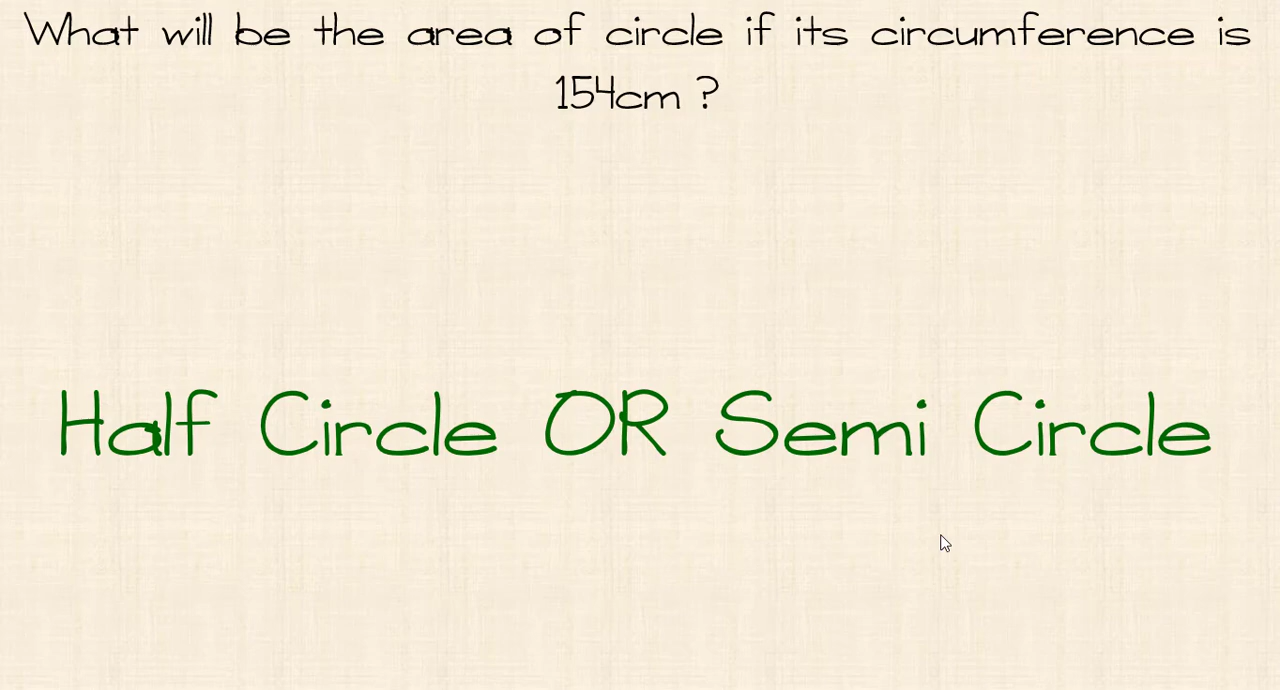 What will be the area of circle if its circumference is
154cm ?
Half Circle OR Semi Circle